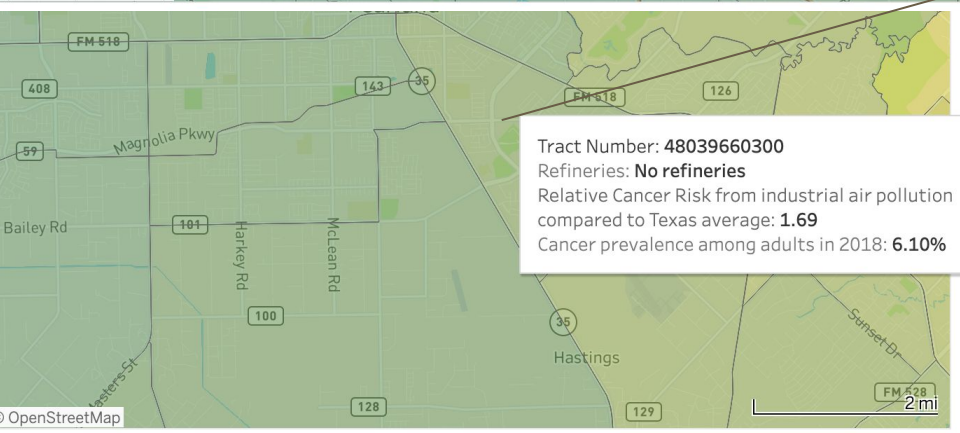 FM 518
408
143
35
FM 518
126
Magnolia Pkwy
59
Tract Number: 48039660300
Refineries: No refineries
Relative Cancer Risk from industrial air pollution
compared to Texas average: 1.69
Cancer prevalence among adults in 2018: 6.10%
Bailey Rd
101
Harkey Rd
McLean Rd
100
35
Sunset Dr
Hastings
asters St
FM 528
2 mi
128
129
© OpenStreetMap